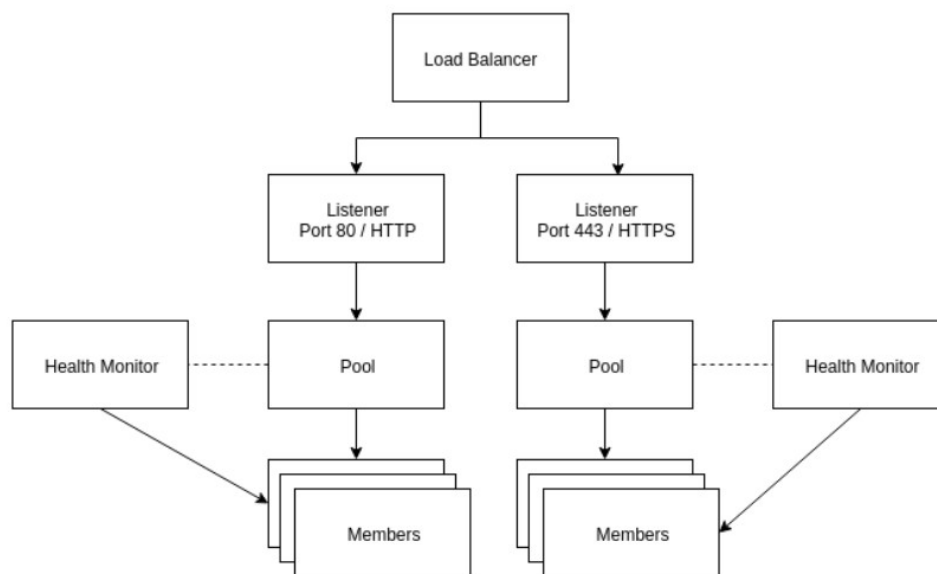 Load Balancer
Listener
Port 80 / HTTP
Listener
Port 443 / HTTPS
Health Monitor
Pool
Pool
Health Monitor
Members
Members